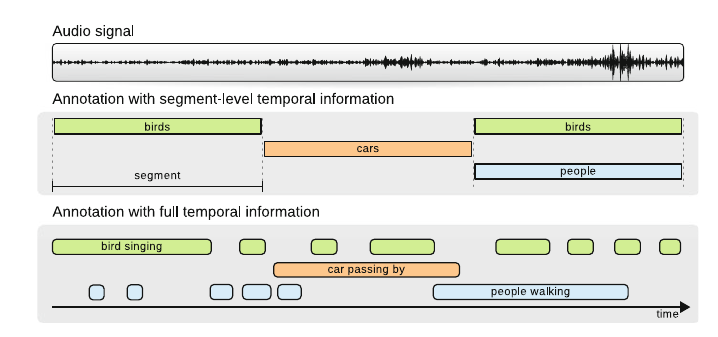 Audio signal
Annotation with segment-level temporal information
birds
birds
cars
people
segment
Annotation with full temporal information
bird singing
car passing by
people walking
time